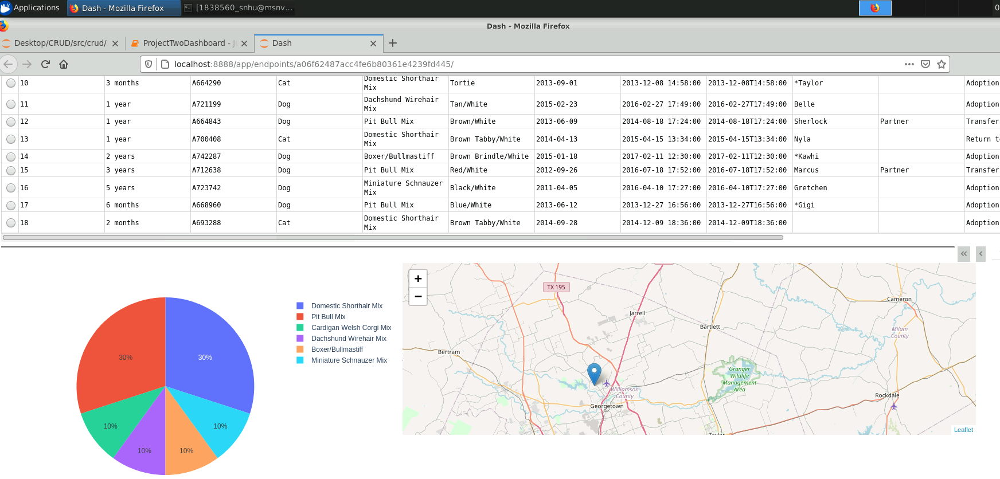 Applications Dash - Mozilla Firefox [1838560_snhu@msnv... 0
Dash - Mozilla Firefox
Desktop/CRUD/src/crud/ ProjectTwoDashboard - J Dash
localhost:8888/app/endpoints/a06f62487acc4fe6b80361e4239fd445/
10 3 months A664290 Cat Domestic Shorthair Mix Tortie 2013-09-01 2013-12-08 14:58:00 2013-12-08T14:58:00 *Taylor Adoption
11 1 year A721199 Dog Dachshund Wirehair Mix Tan/White 2015-02-23 2016-02-27 17:49:00 2016-02-27T17:49:00 Belle Adoption
12 1 year A664843 Dog Pit Bull Mix Brown/White 2013-06-09 2014-08-18 17:24:00 2014-08-18T17:24:00 Sherlock Partner Transfer
13 1 year A700408 Cat Domestic Shorthair Mix Brown Tabby/White 2014-04-13 2015-04-15 13:34:00 2015-04-15T13:34:00 Nyla Return t
14 2 years A742287 Dog Boxer/Bullmastiff Brown Brindle/White 2015-01-18 2017-02-11 12:30:00 2017-02-11T12:30:00 *Kawhi Adoption
15 3 years A712638 Dog Pit Bull Mix Red/White 2012-09-26 2016-07-18 17:52:00 2016-07-18T17:52:00 Marcus Partner Transfer
16 5 years A723742 Dog Miniature Schnauzer Mix Black/White 2011-04-05 2016-04-10 17:27:00 2016-04-10T17:27:00 Gretchen Adoption
17 6 months A668960 Dog Pit Bull Mix Blue/White 2013-06-12 2013-12-27 16:56:00 2013-12-27T16:56:00 *Gigi Adoption
18 2 months A693288 Cat Domestic Shorthair Mix Brown Tabby/White 2014-09-28 2014-12-09 18:36:00 2014-12-09T18:36:00 Adoption
« ‹
Domestic Shorthair Mix
Pit Bull Mix
Cardigan Welsh Corgi Mix
Dachshund Wirehair Mix
Boxer/Bullmastiff
Miniature Schnauzer Mix
30% 30%
10% 10%
10% 10%
+
−
TX 195
Cameron
Jarrell
Bartlett
Milam
County
Bertram
Granger
Wildlife
Management
Area
Williamson
County
Rockdale
Georgetown
Taylor
Leaflet